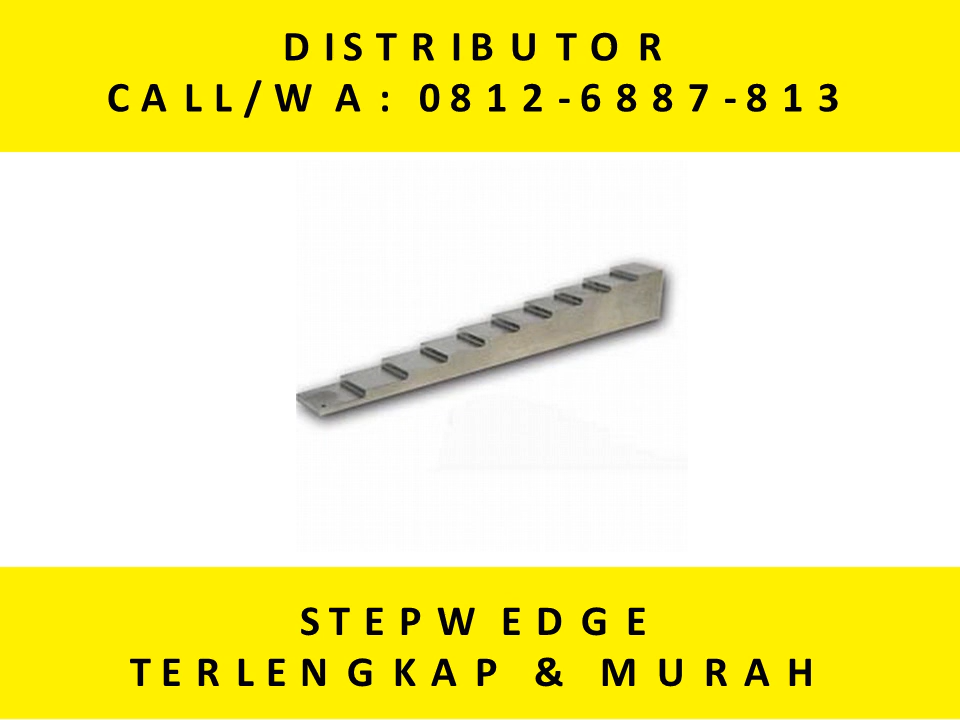 DISTRIBUTOR
CALL/WA: 0812-6887-813
STEPWEDGE
TERLENGKAP & MURAH